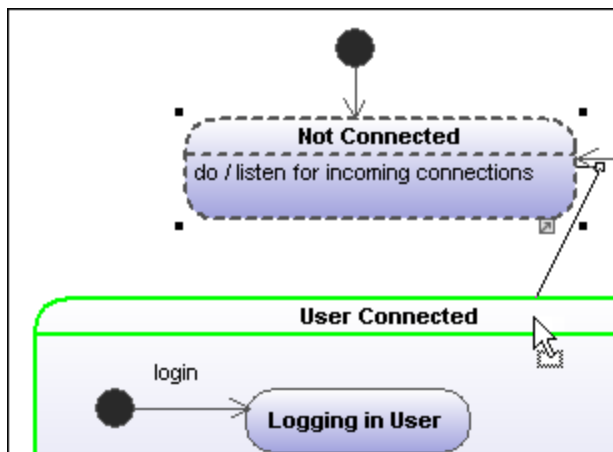 Not Connected
do / listen for incoming connections
User Connected
login
Logging in User